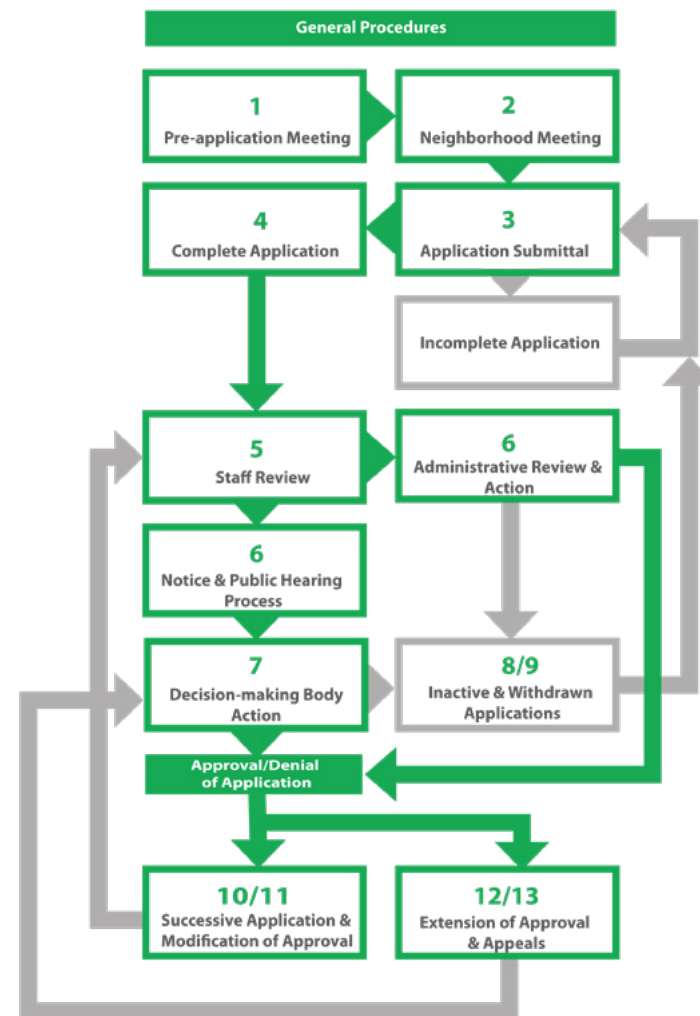 General Procedures
1
Pre-application Meeting
2
Neighborhood Meeting
4
Complete Application
3
Application Submittal
Incomplete Application
5
Staff Review
6
Administrative Review &
Action
6
Notice & Public Hearing
Process
7
Decision-making Body
Action
8/9
Inactive & Withdrawn
Applications
Approval/Denial
of Application
10/11
Successive Application &
Modification of Approval
12/13
Extension of Approval
& Appeals